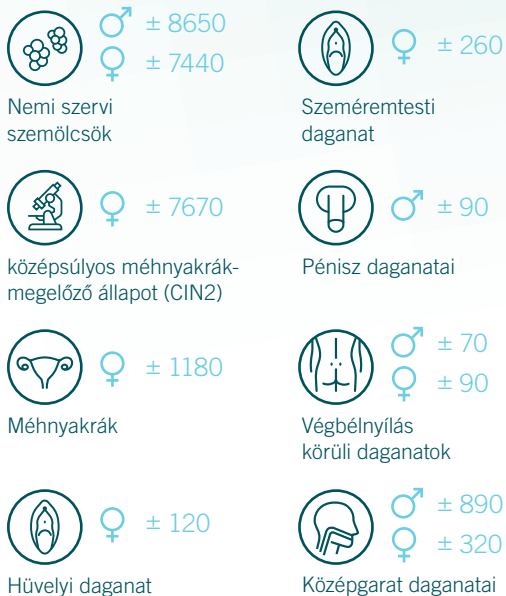 ♂ ± 8650
♀ ± 7440
Nemi szervi
szemölcsök
♀ ± 260
Szeméremtesti
daganat
♀ ± 7670
középsúlyos méhnyakrák-
megelőző állapot (CIN2)
♂ ± 90
Pénisz daganatai
♀ ± 1180
Méhnyakrák
♂ ± 70
♀ ± 90
Végbélnyílás
körüli daganatok
♀ ± 120
Hüvelyi daganat
♂ ± 890
♀ ± 320
Középgarat daganatai